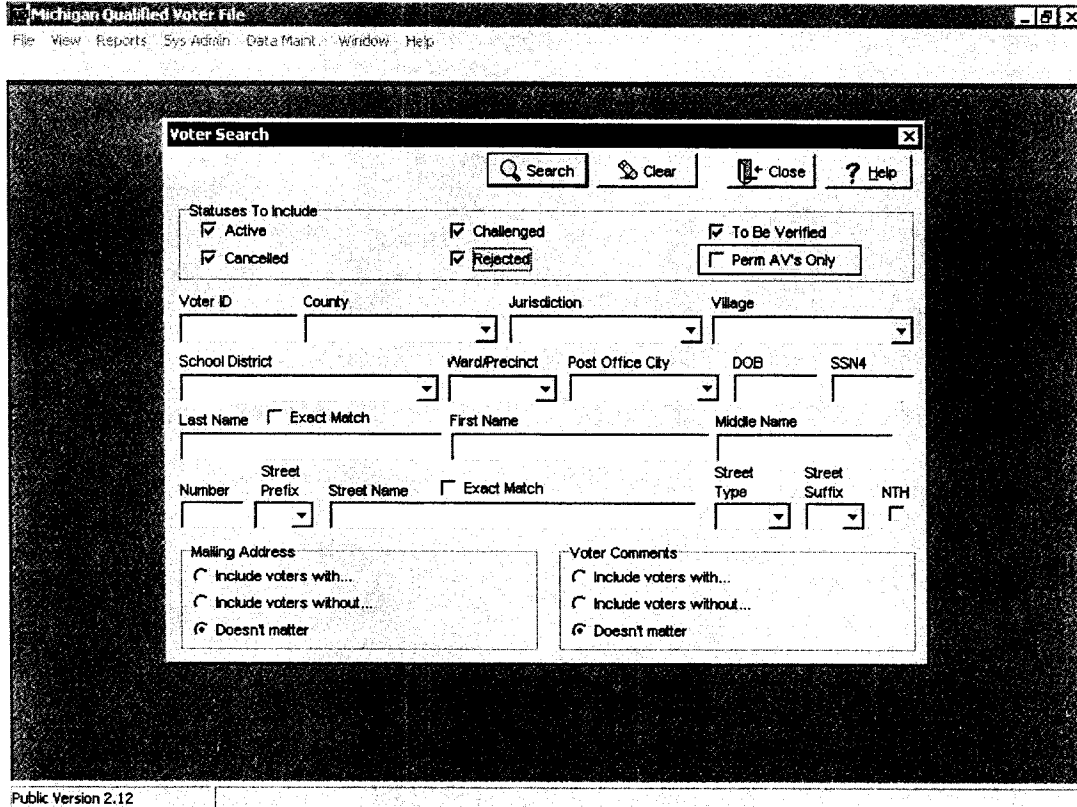 Michigan Qualified Voter File
File View Reports Sys Admin Data Maint. Window Help
Voter Search
Search Clear Close ? Help
Statuses To Include
Active Challenged To Be Verified
Cancelled Rejected Perm AV's Only
Voter ID County Jurisdiction Village
School District Ward/Precinct Post Office City DOB SSN4
Last Name Exact Match First Name Middle Name
Number Street Prefix Street Name Exact Match Street Type Street Suffix NTH
Mailing Address Voter Comments
Include voters with... Include voters with...
Include voters without... Include voters without...
Doesn't matter Doesn't matter
Public Version 2.12